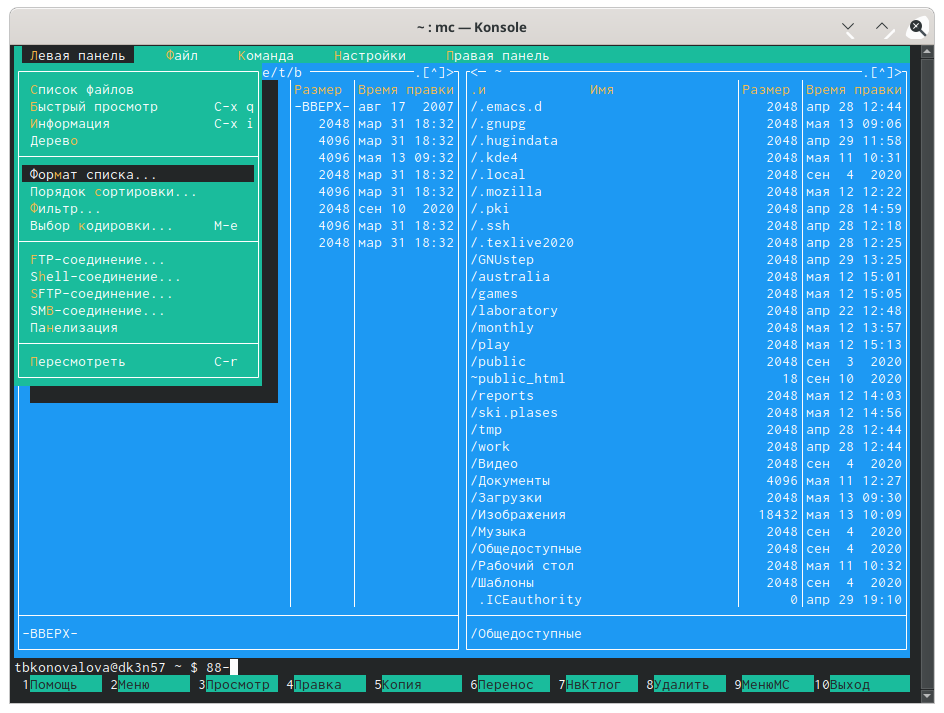 ~ : mc — Konsole
Левая панель Файл Команда Настройки Правая панель
e/t/b .[^]> <— ~ .[^]>
Список файлов Размер Время правки .и Имя Размер Время правки
Быстрый просмотр C-x q -ВВЕРХ- авг 17 2007 /.emacs.d 2048 апр 28 12:44
Информация C-x i 2048 мар 31 18:32 /.gnupg 2048 мая 13 09:06
Дерево 4096 мар 31 18:32 /.hugindata 2048 апр 29 11:58
4096 мая 13 09:32 /.kde4 2048 мая 11 10:31
Формат списка... 2048 мар 31 18:32 /.local 2048 сен 4 2020
Порядок сортировки... 4096 мар 31 18:32 /.mozilla 2048 мая 12 12:22
Фильтр... 2048 сен 10 2020 /.pki 2048 апр 28 14:59
Выбор кодировки... M-e 4096 мар 31 18:32 /.ssh 2048 апр 28 12:18
2048 мар 31 18:32 /.texlive2020 2048 апр 28 12:25
FTP-соединение... /GNUstep 2048 апр 29 13:25
Shell-соединение... /australia 2048 мая 12 15:01
SFTP-соединение... /games 2048 мая 12 15:05
SMB-соединение... /laboratory 2048 апр 22 12:48
Панелизация /monthly 2048 мая 12 13:57
/play 2048 мая 12 15:13
Пересмотреть C-r /public 2048 сен 3 2020
~public_html 18 сен 10 2020
/reports 2048 мая 12 14:03
/ski.plases 2048 мая 12 14:56
/tmp 2048 апр 28 12:44
/work 2048 апр 28 12:44
/Видео 2048 сен 4 2020
/Документы 4096 мая 11 12:27
/Загрузки 2048 мая 13 09:30
/Изображения 18432 мая 13 10:09
/Музыка 2048 сен 4 2020
/Общедоступные 2048 сен 4 2020
/Рабочий стол 2048 мая 11 10:32
/Шаблоны 2048 сен 4 2020
.ICEauthority 0 апр 29 19:10
-ВВЕРХ- /Общедоступные
tbkonovalova@dk3n57 ~ $ 88-
1Помощь 2Меню 3Просмотр 4Правка 5Копия 6Перенос 7НвКтлог 8Удалить 9МенюMC 10Выход